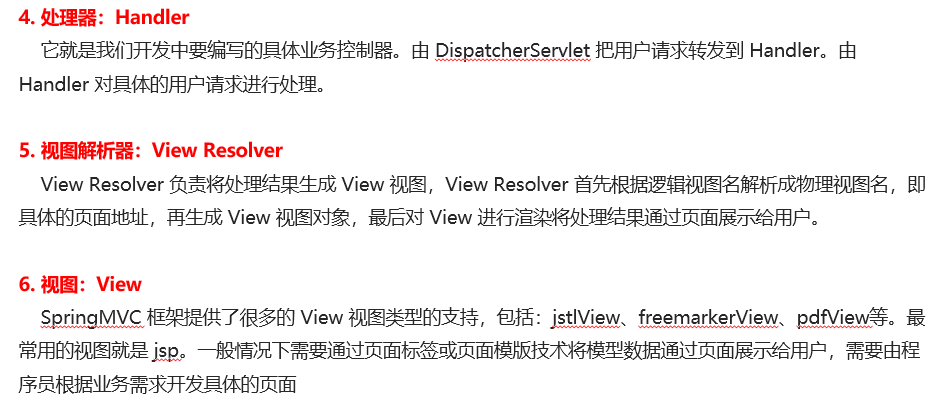 4. 处理器：Handler
它就是我们开发中要编写的具体业务控制器。由 DispatcherServlet 把用户请求转发到 Handler。由
Handler 对具体的用户请求进行处理。
5. 视图解析器：View Resolver
View Resolver 负责将处理结果生成 View 视图，View Resolver 首先根据逻辑视图名解析成物理视图名，即
具体的页面地址，再生成 View 视图对象，最后对 View 进行渲染将处理结果通过页面展示给用户。
6. 视图：View
SpringMVC 框架提供了很多的 View 视图类型的支持，包括：jstlView、freemarkerView、pdfView等。最
常用的视图就是 jsp。一般情况下需要通过页面标签或页面模版技术将模型数据通过页面展示给用户，需要由程
序员根据业务需求开发具体的页面